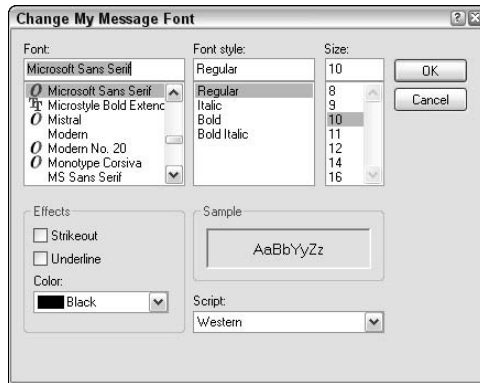 Change My Message Font
Font:
Microsoft Sans Serif
Microsoft Sans Serif
Microstyle Bold Extenc
Mistral
Modern
Modern No. 20
Monotype Corsiva
MS Sans Serif
Font style:
Regular
Regular
Italic
Bold
Bold Italic
Size:
10
8
9
10
11
12
14
16
OK
Cancel
Effects
Strikeout
Underline
Color:
Black
Sample
AaBbYyZz
Script:
Western